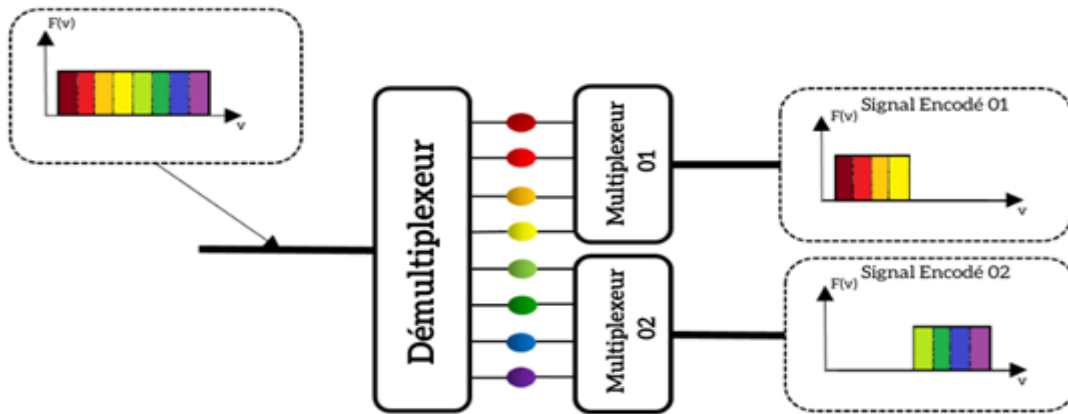 F(v)
v
Démultiplexeur
Multiplexeur
01
Multiplexeur
02
Signal Encodé 01
F(v)
v
Signal Encodé 02
F(v)
v